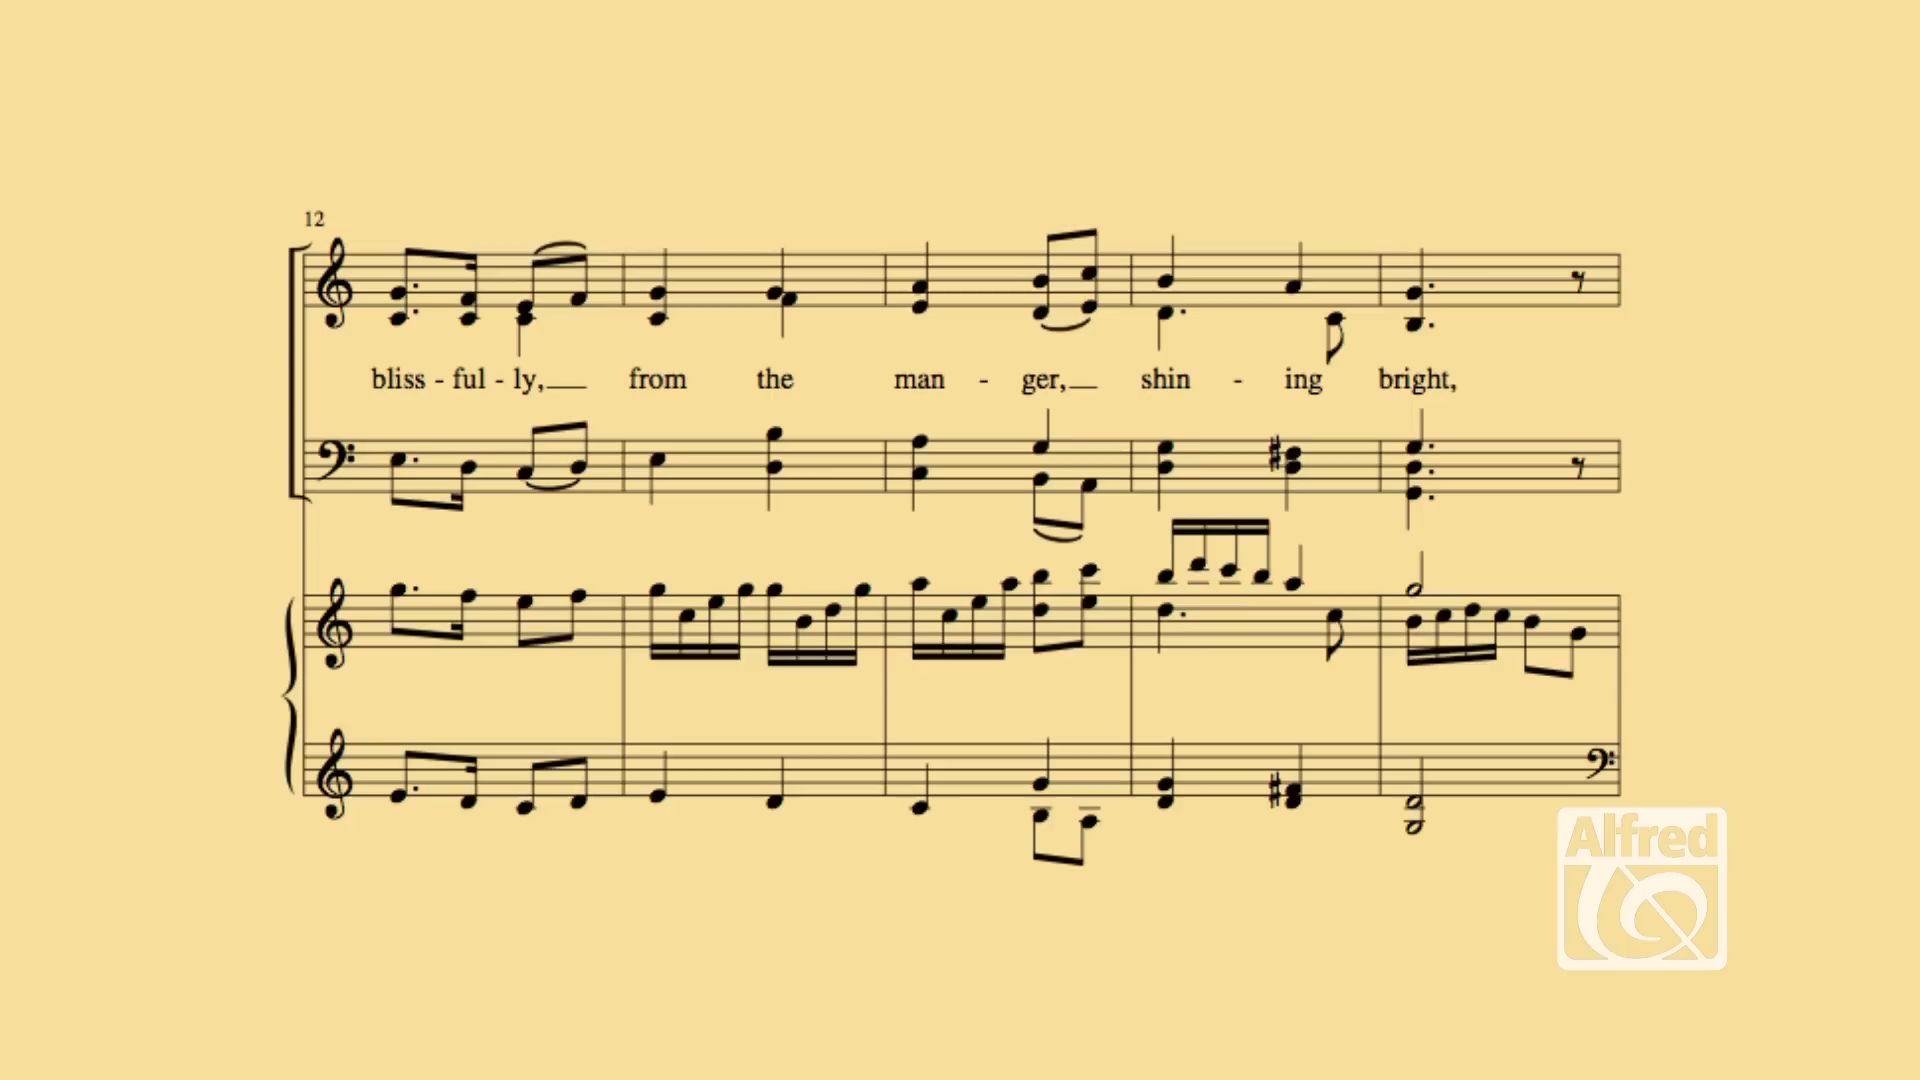 12
bliss - ful - ly, from the man - ger, shin - ing bright,
Alfred